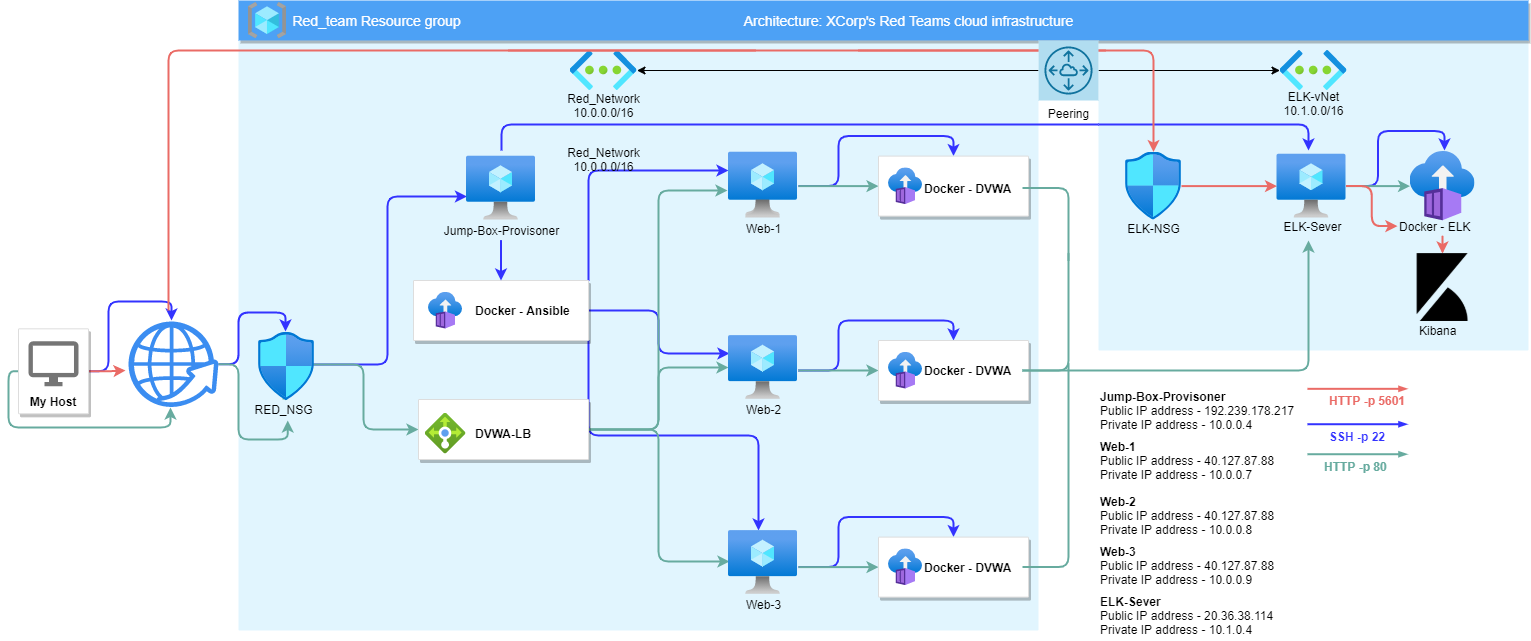 Red_team Resource group
Architecture: XCorp's Red Teams cloud infrastructure
Red_Network
10.0.0.0/16
Peering
ELK-vNet
10.1.0.0/16
Red_Network
10.0.0.0/16
Jump-Box-Provisoner
Web-1
Docker - DVWA
ELK-NSG
ELK-Sever
Docker - ELK
Kibana
Docker - Ansible
My Host
RED_NSG
DVWA-LB
Web-2
Docker - DVWA
Web-3
Docker - DVWA
Jump-Box-Provisoner
Public IP address - 192.239.178.217
Private IP address - 10.0.0.4
Web-1
Public IP address - 40.127.87.88
Private IP address - 10.0.0.7
Web-2
Public IP address - 40.127.87.88
Private IP address - 10.0.0.8
Web-3
Public IP address - 40.127.87.88
Private IP address - 10.0.0.9
ELK-Sever
Public IP address - 20.36.38.114
Private IP address - 10.1.0.4
HTTP -p 5601
SSH -p 22
HTTP -p 80